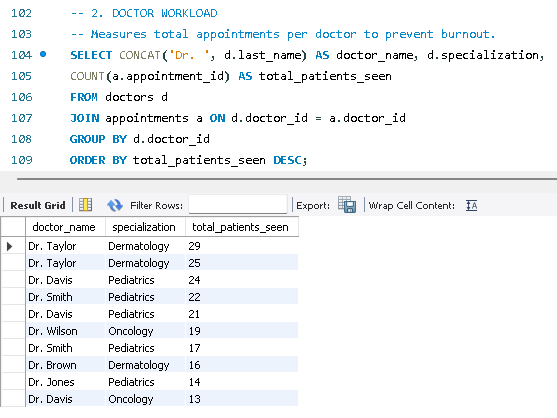 102 -- 2. DOCTOR WORKLOAD
103 -- Measures total appointments per doctor to prevent burnout.
104 SELECT CONCAT('Dr. ', d.last_name) AS doctor_name, d.specialization,
105 COUNT(a.appointment_id) AS total_patients_seen
106 FROM doctors d
107 JOIN appointments a ON d.doctor_id = a.doctor_id
108 GROUP BY d.doctor_id
109 ORDER BY total_patients_seen DESC;
Result Grid Filter Rows: Export: Wrap Cell Content: IA
doctor_name specialization total_patients_seen
Dr. Taylor Dermatology 29
Dr. Taylor Dermatology 25
Dr. Davis Pediatrics 24
Dr. Smith Pediatrics 22
Dr. Davis Pediatrics 21
Dr. Wilson Oncology 19
Dr. Smith Pediatrics 17
Dr. Brown Dermatology 16
Dr. Jones Pediatrics 14
Dr. Davis Oncology 13